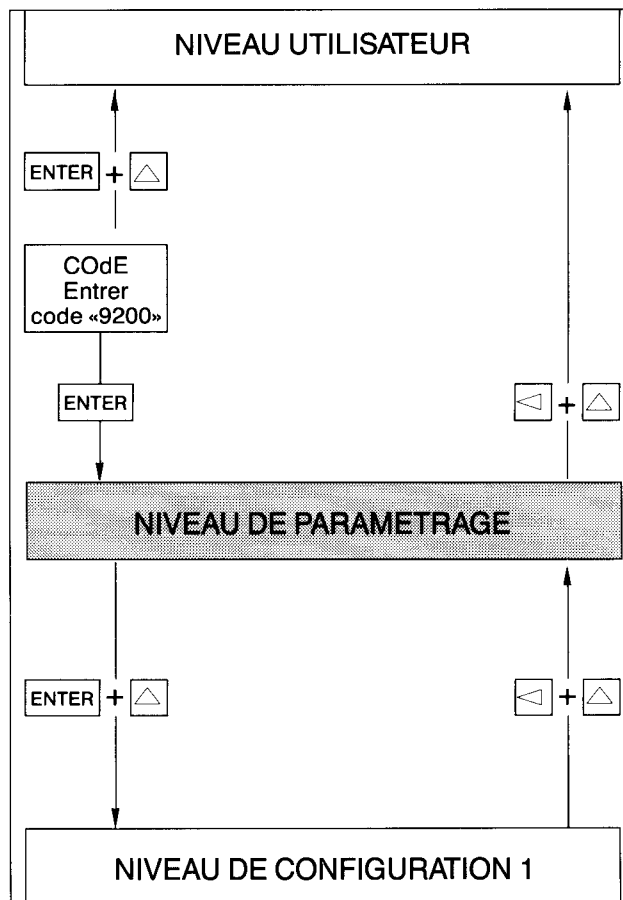 NIVEAU UTILISATEUR
ENTER +
COdE
Entrer
code «9200»
ENTER
+
NIVEAU DE PARAMETRAGE
ENTER +
+
NIVEAU DE CONFIGURATION 1